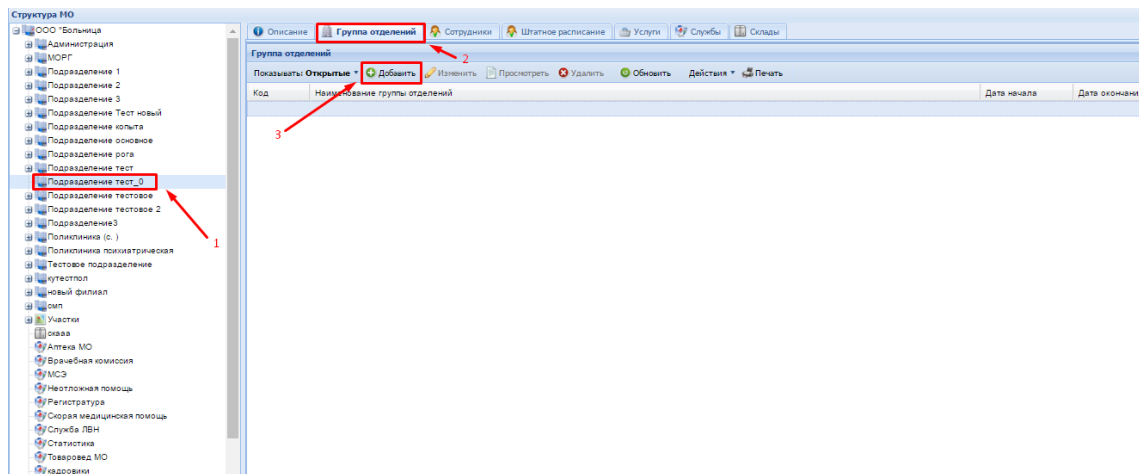 Структура МО
ООО "Больница
Администрация
МОРГ
Подразделение 1
Подразделение 2
Подразделение 3
Подразделение Тест новый
Подразделение копыта
Подразделение основное
Подразделение рога
Подразделение тест
Подразделение тест_0
Подразделение тестовое
Подразделение тестовое 2
Подразделение3
Поликлиника (с. )
Поликлиника психиатрическая
Тестовое подразделение
кутестпол
новый филиал
смп
Участки
скааа
Аптека МО
Врачебная комиссия
МСЭ
Неотложная помощь
Регистратура
Скорая медицинская помощь
Служба ЛВН
Статистика
Товаровед МО
кадровики
1
Описание Группа отделений Сотрудники Штатное расписание Услуги Службы Склады
2
Группа отделений
Показывать: Открытые Добавить Изменить Просмотреть Удалить Обновить Действия Печать
Код Наименование группы отделений Дата начала Дата окончани
3